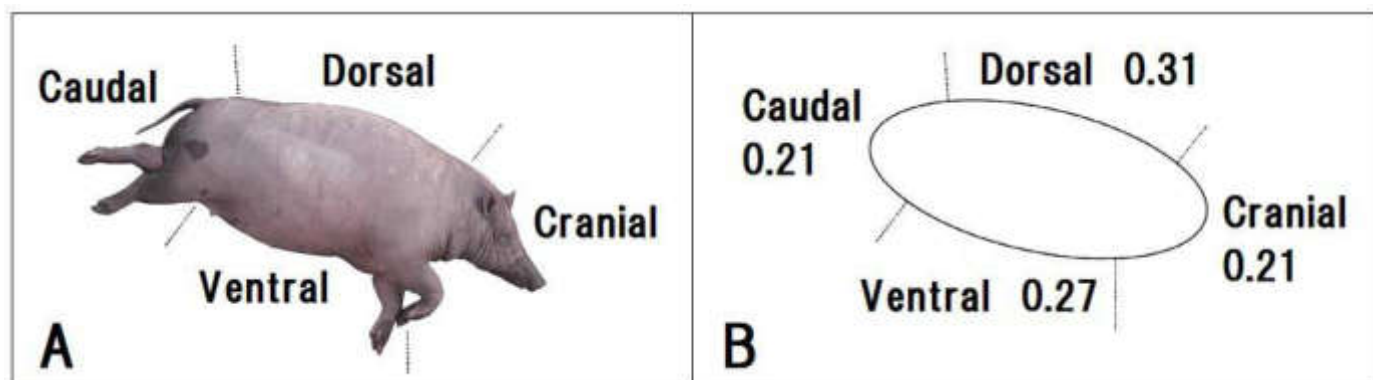 Caudal
Dorsal
Cranial
Ventral
A
Dorsal 0.31
Caudal
0.21
Cranial
0.21
Ventral 0.27
B